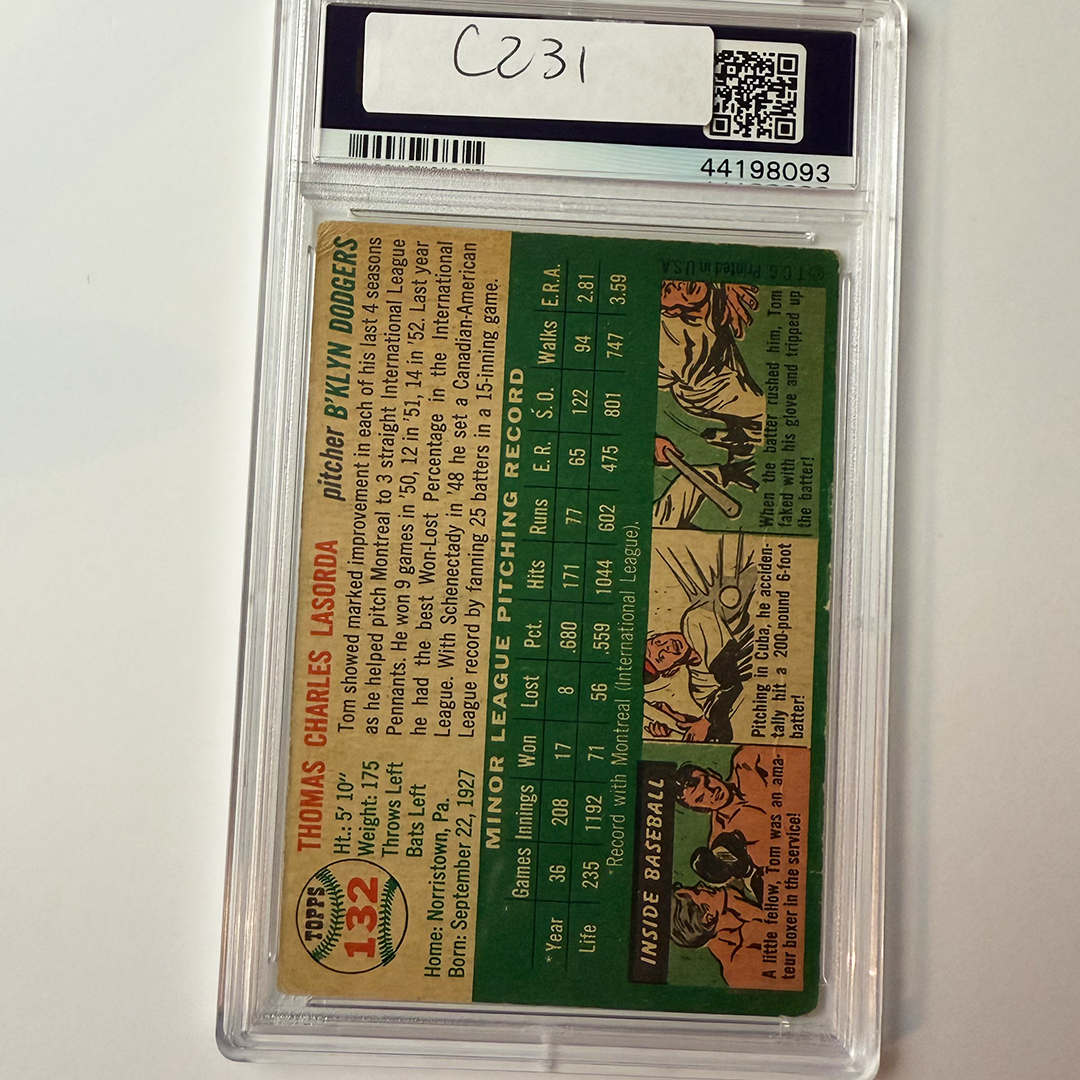 C231
44198093
TOPPS
132
THOMAS CHARLES LASORDA
pitcher B'KLYN DODGERS
Ht.: 5' 10"
Weight: 175
Throws Left
Bats Left
Home: Norristown, Pa.
Born: September 22, 1927
Tom showed marked improvement in each of his last 4 seasons
as he helped pitch Montreal to 3 straight International League
Pennants. He won 9 games in '50, 12 in '51, 14 in '52. Last year
he had the best Won-Lost Percentage in the International
League. With Schenectady in '48 he set a Canadian-American
League record by fanning 25 batters in a 15-inning game.
MINOR LEAGUE PITCHING RECORD
Games Innings Won Lost Pct. Hits Runs E.R. S.O. Walks E.R.A.
*Year 36 208 17 8 .680 171 77 65 122 94 2.81
Life 235 1192 71 56 .559 1044 602 475 801 747 3.59
*Record with Montreal (International League).
INSIDE BASEBALL
A little fellow, Tom was an ama-
teur boxer in the service!
Pitching in Cuba, he acciden-
tally hit a 200-pound 6-foot
batter!
When the batter rushed him, Tom
faked with his glove and tripped up
the batter!
© T.C.G. Printed in U.S.A.